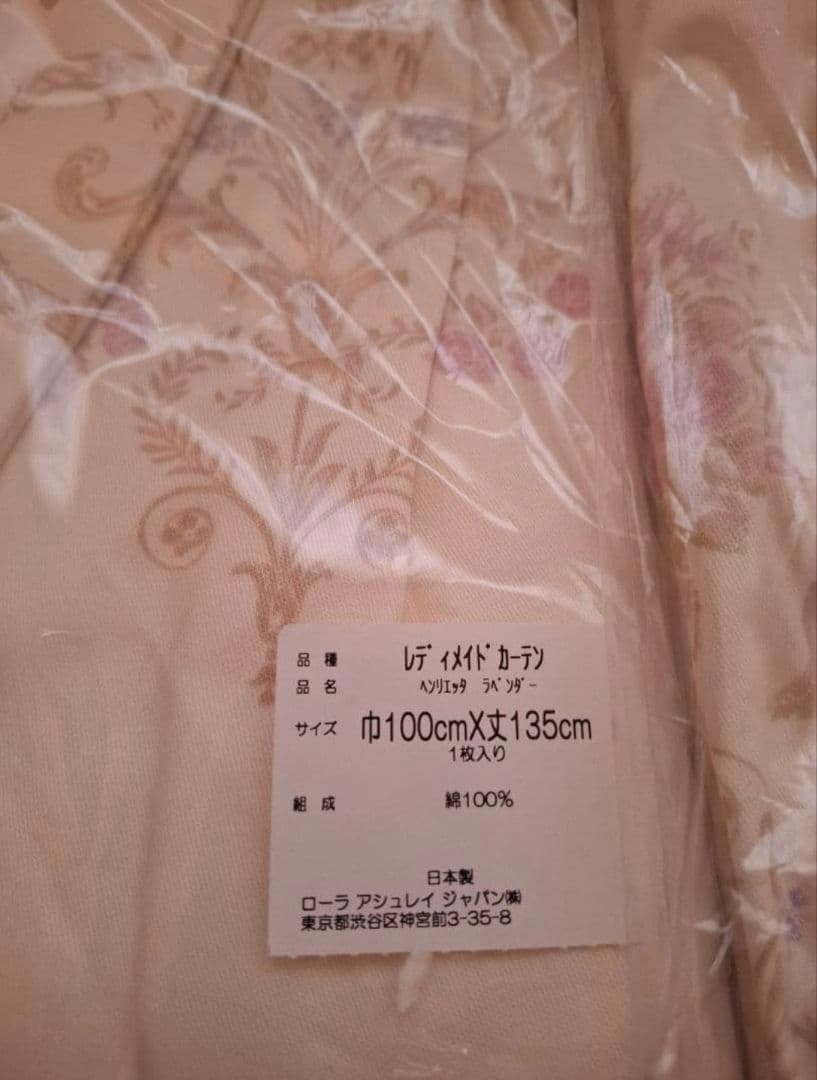 品 種 ﾚﾃﾞｨﾒｲﾄﾞｶｰﾃﾝ
品 名 ﾍﾝﾘｴｯﾀ ﾗﾍﾞﾝﾀﾞｰ
サイズ 巾100cmX丈135cm
1枚入り
組 成 綿100%
日本製
ローラ アシュレイ ジャパン㈱
東京都渋谷区神宮前3-35-8